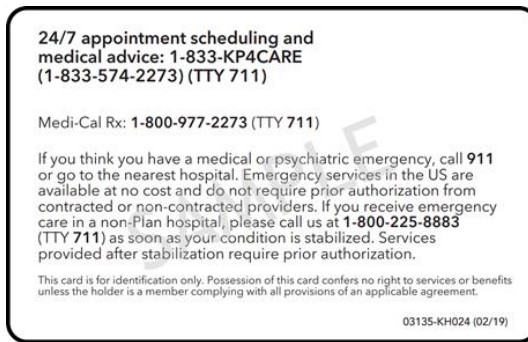 24/7 appointment scheduling and
medical advice: 1-833-KP4CARE
(1-833-574-2273) (TTY 711)
Medi-Cal Rx: 1-800-977-2273 (TTY 711)
If you think you have a medical or psychiatric emergency, call 911
or go to the nearest hospital. Emergency services in the US are
available at no cost and do not require prior authorization from
contracted or non-contracted providers. If you receive emergency
care in a non-Plan hospital, please call us at 1-800-225-8883
(TTY 711) as soon as your condition is stabilized. Services
provided after stabilization require prior authorization.
This card is for identification only. Possession of this card confers no right to services or benefits
unless the holder is a member complying with all provisions of an applicable agreement.
03135-KH024 (02/19)
SAMPLE